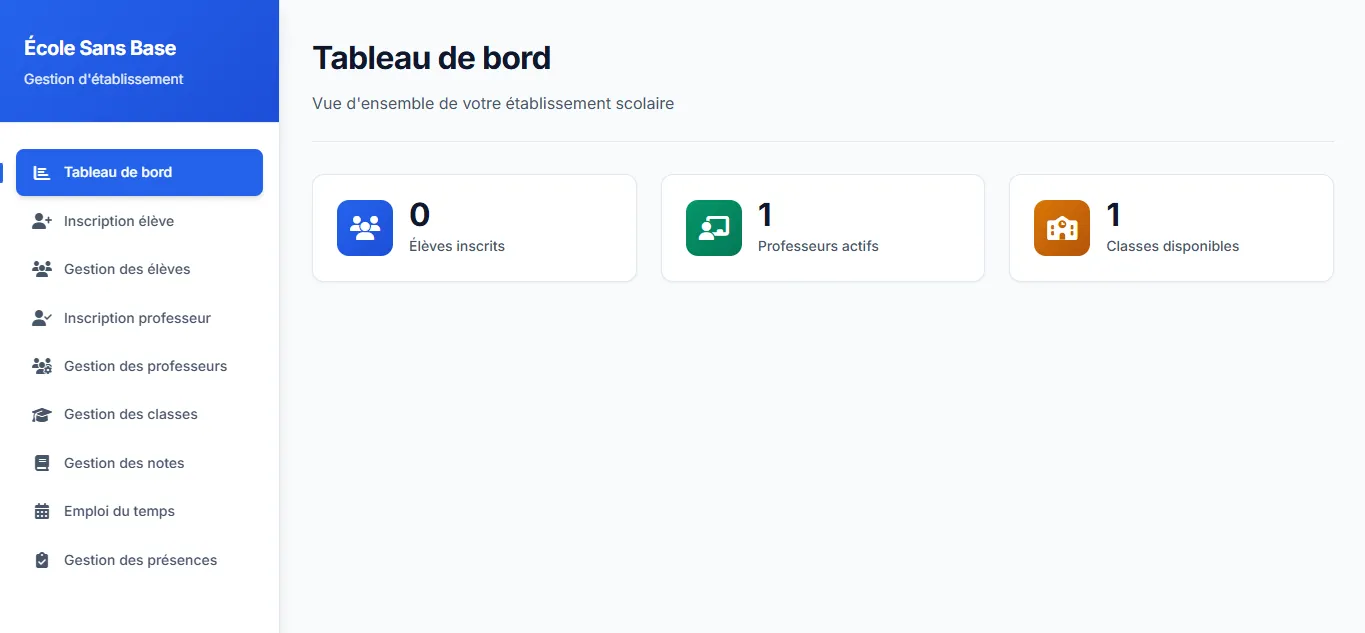 École Sans Base
Gestion d'établissement
Tableau de bord
Inscription élève
Gestion des élèves
Inscription professeur
Gestion des professeurs
Gestion des classes
Gestion des notes
Emploi du temps
Gestion des présences
Tableau de bord
Vue d'ensemble de votre établissement scolaire
0
Élèves inscrits
1
Professeurs actifs
1
Classes disponibles